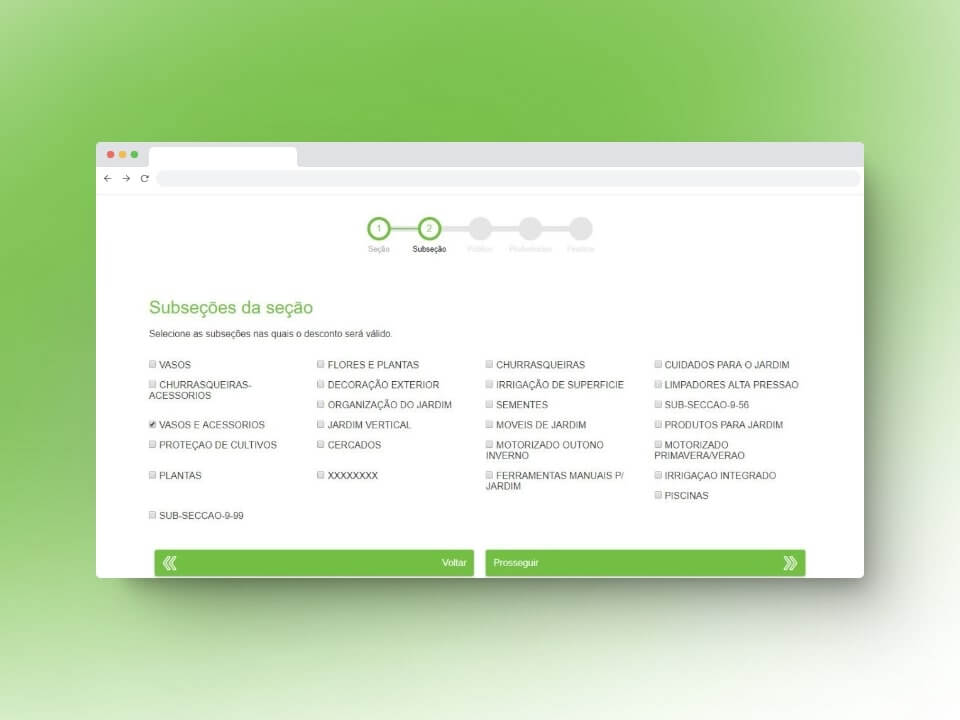 1
2
Seção
Subseção
Público
Finalizar
Subseções da seção
Selecione as subseções nas quais o desconto será válido.
VASOS
FLORES E PLANTAS
CHURRASQUEIRAS
CUIDADOS PARA O JARDIM
CHURRASQUEIRAS-
ACESSORIOS
DECORAÇÃO EXTERIOR
IRRIGAÇÃO DE SUPERFICIE
LIMPADORES ALTA PRESSAO
ORGANIZAÇÃO DO JARDIM
SEMENTES
SUB-SECCAO-9-56
VASOS E ACESSORIOS
JARDIM VERTICAL
MOVEIS DE JARDIM
PRODUTOS PARA JARDIM
PROTEÇAO DE CULTIVOS
CERCADOS
MOTORIZADO OUTONO
INVERNO
MOTORIZADO
PRIMAVERA/VERAO
PLANTAS
XXXXXXXX
FERRAMENTAS MANUAIS P/
JARDIM
IRRIGAÇAO INTEGRADO
PISCINAS
SUB-SECCAO-9-99
Voltar
Prosseguir